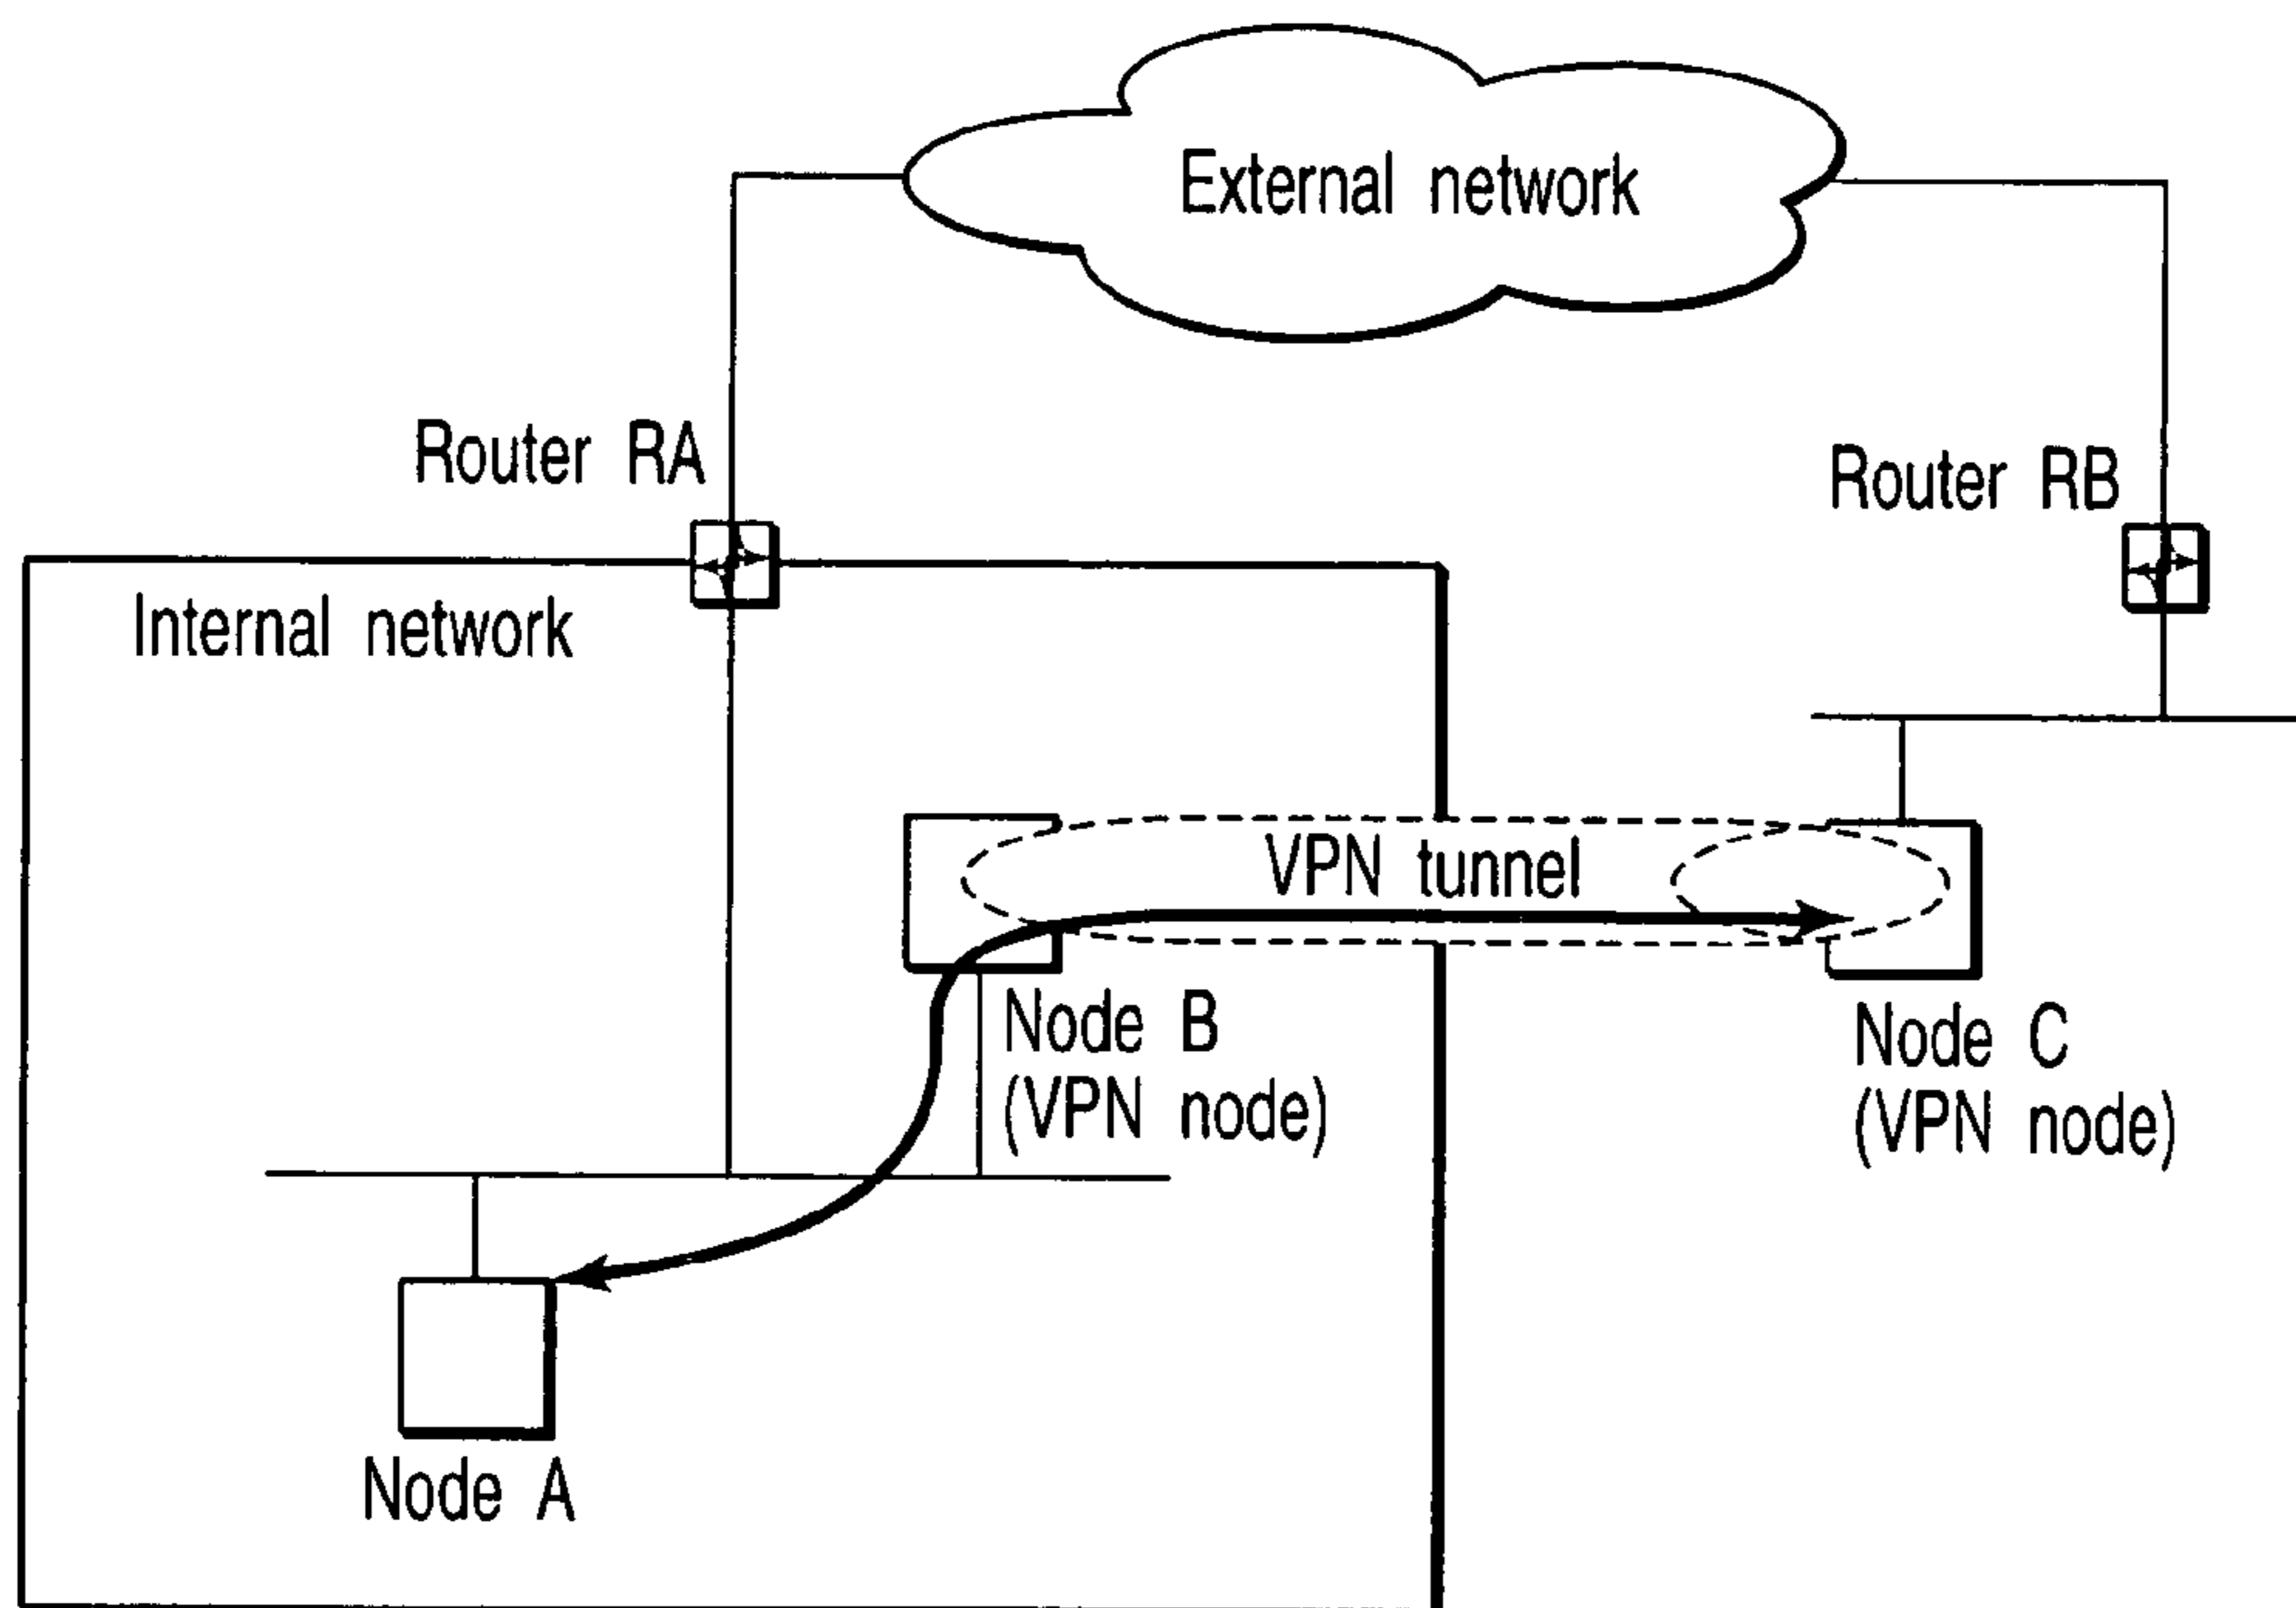 External network
Router RA
Router RB
Internal network
VPN tunnel
Node B
(VPN node)
Node C
(VPN node)
Node A